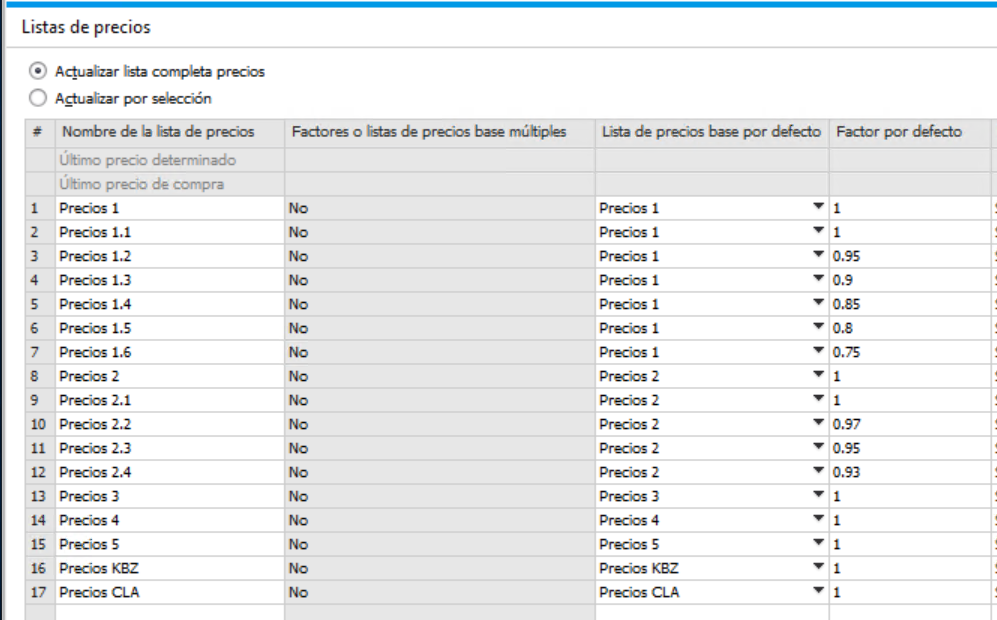 Listas de precios
Actualizar lista completa precios
Actualizar por selección
# Nombre de la lista de precios Factores o listas de precios base múltiples Lista de precios base por defecto Factor por defecto
Último precio determinado
Último precio de compra
1 Precios 1 No Precios 1 1
2 Precios 1.1 No Precios 1 1
3 Precios 1.2 No Precios 1 0.95
4 Precios 1.3 No Precios 1 0.9
5 Precios 1.4 No Precios 1 0.85
6 Precios 1.5 No Precios 1 0.8
7 Precios 1.6 No Precios 1 0.75
8 Precios 2 No Precios 2 1
9 Precios 2.1 No Precios 2 1
10 Precios 2.2 No Precios 2 0.97
11 Precios 2.3 No Precios 2 0.95
12 Precios 2.4 No Precios 2 0.93
13 Precios 3 No Precios 3 1
14 Precios 4 No Precios 4 1
15 Precios 5 No Precios 5 1
16 Precios KBZ No Precios KBZ 1
17 Precios CLA No Precios CLA 1